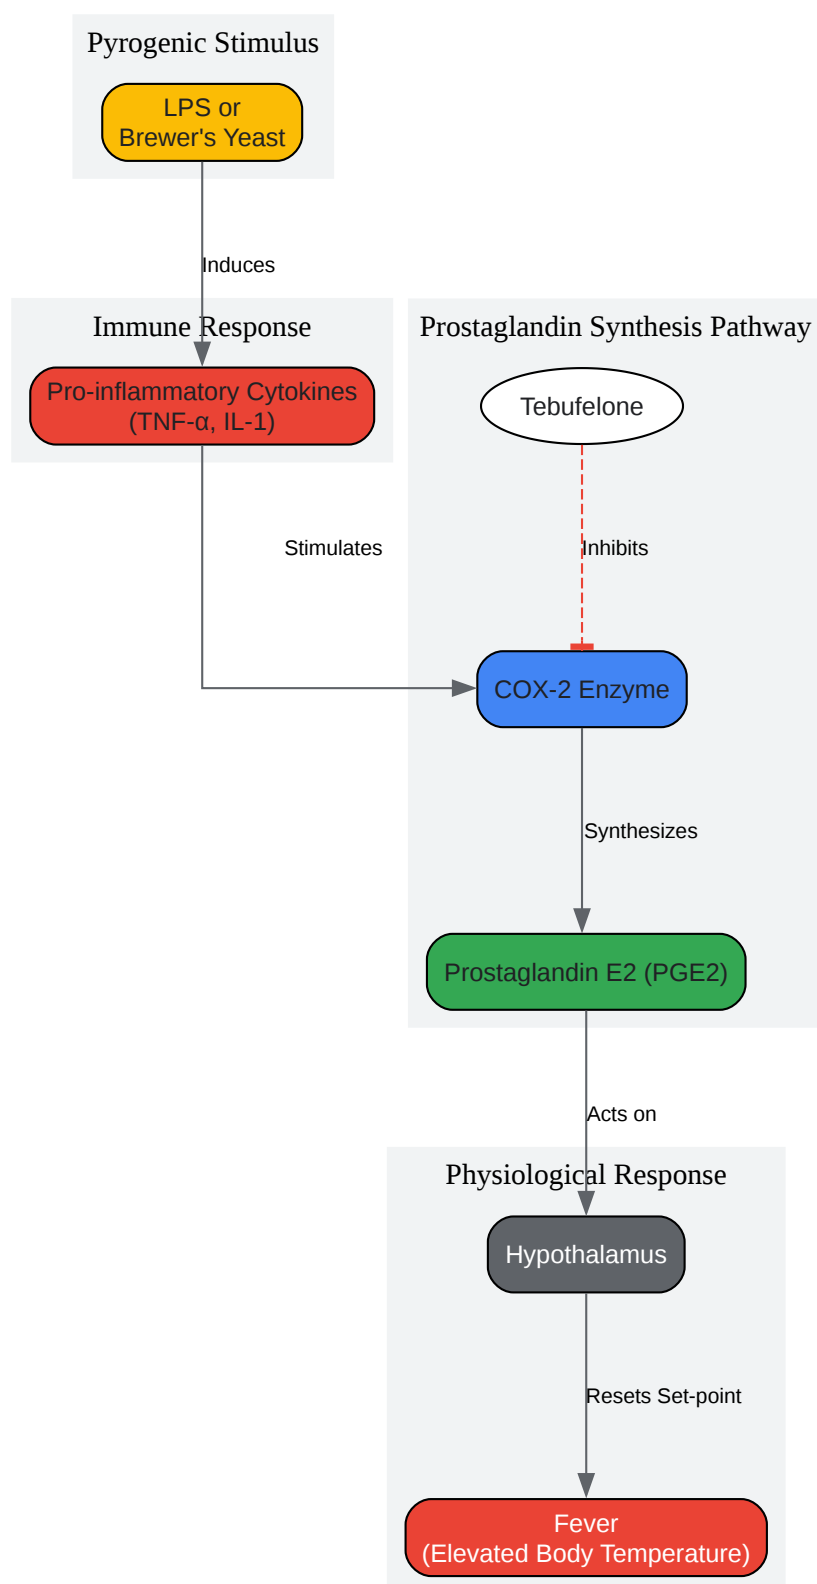 Pyrogenic Stimulus
LPS or
Brewer's Yeast
Induces
Immune Response
Pro-inflammatory Cytokines
(TNF-α, IL-1)
Stimulates
Prostaglandin Synthesis Pathway
Tebufelone
Inhibits
COX-2 Enzyme
Synthesizes
Prostaglandin E2 (PGE2)
Acts on
Physiological Response
Hypothalamus
Resets Set-point
Fever
(Elevated Body Temperature)